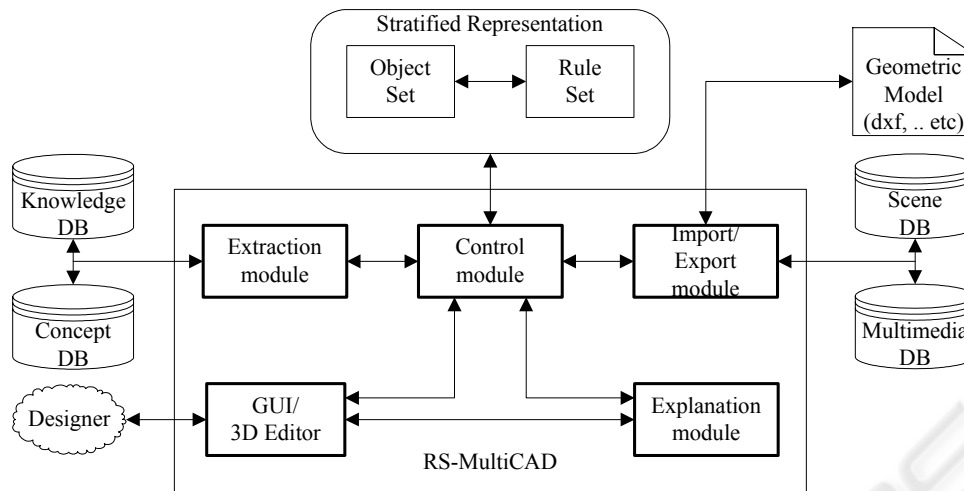 Stratified Representation
Object
Set
Rule
Set
Geometric
Model
(dxf, .. etc)
Knowledge
DB
Scene
DB
Extraction
module
Control
module
Import/
Export
module
Concept
DB
Multimedia
DB
Designer
GUI/
3D Editor
Explanation
module
RS-MultiCAD